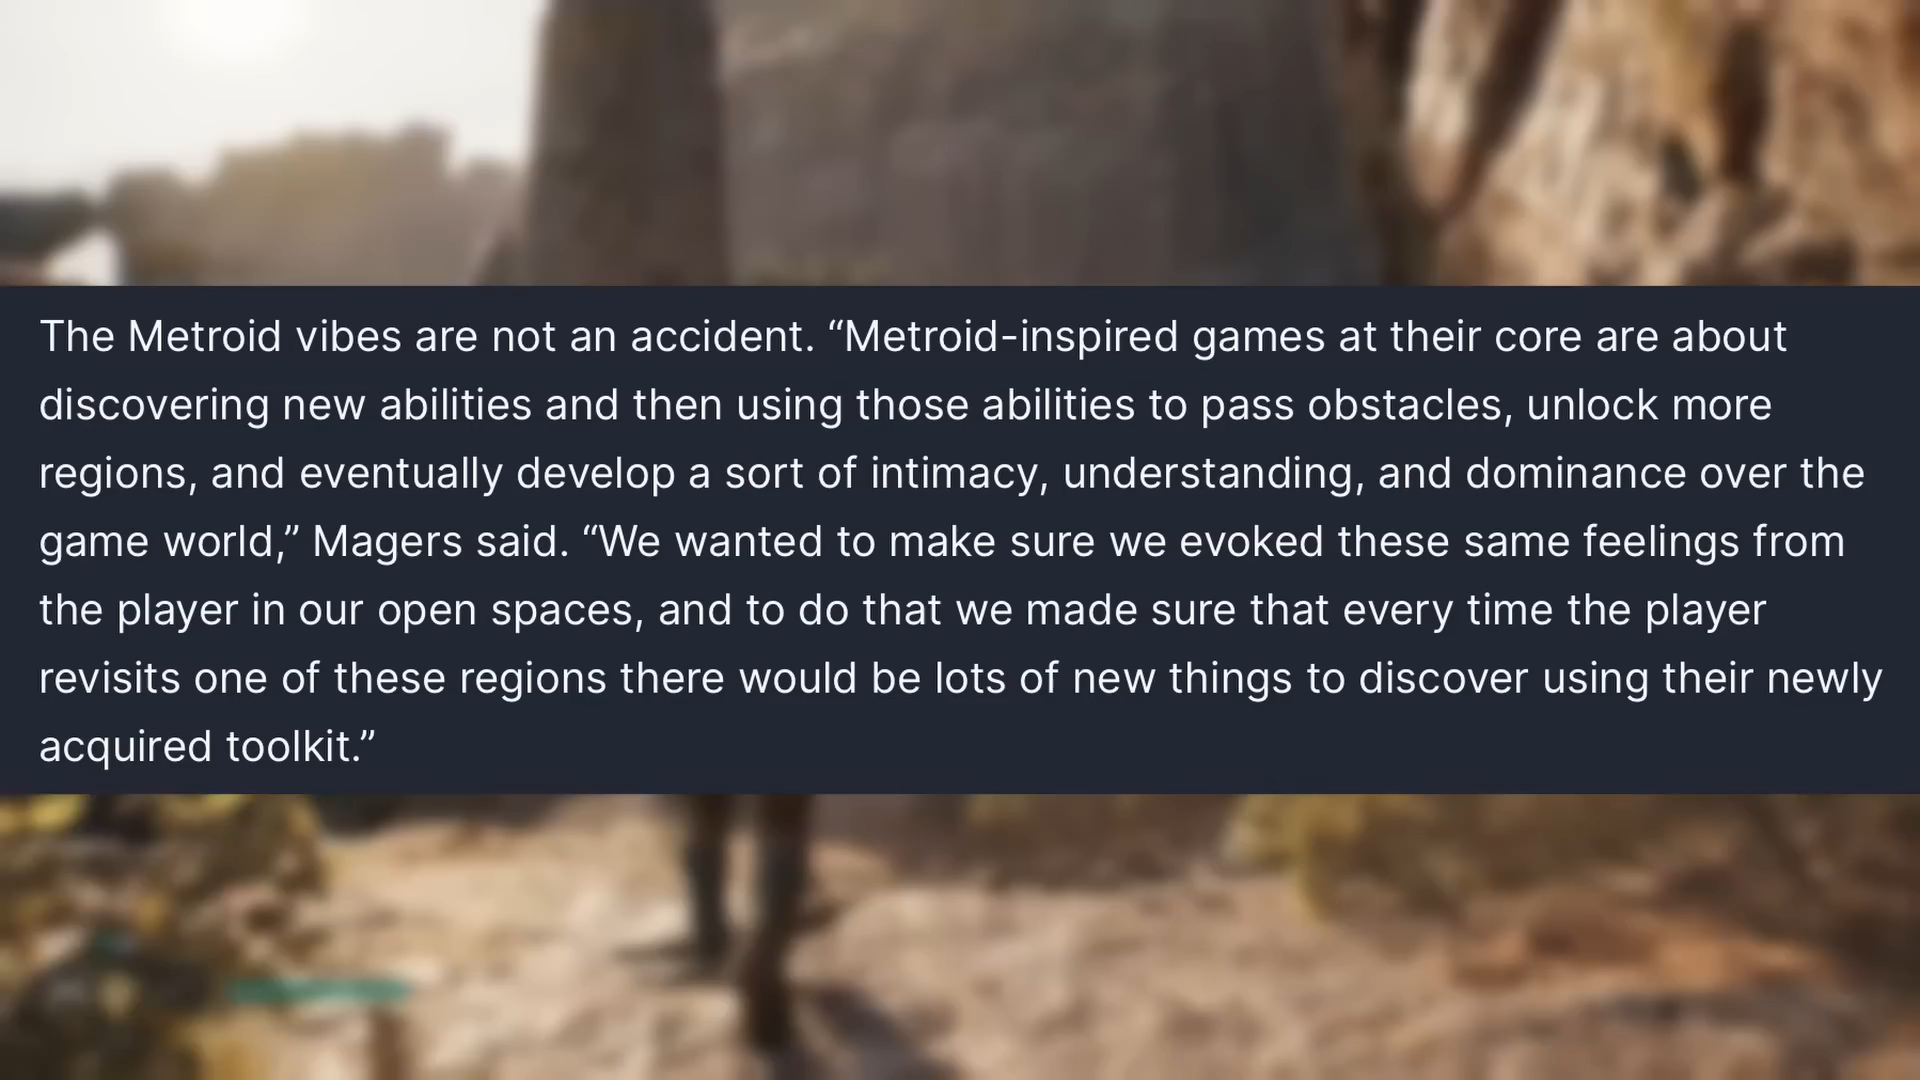 The Metroid vibes are not an accident. “Metroid-inspired games at their core are about
discovering new abilities and then using those abilities to pass obstacles, unlock more
regions, and eventually develop a sort of intimacy, understanding, and dominance over the
game world,” Magers said. “We wanted to make sure we evoked these same feelings from
the player in our open spaces, and to do that we made sure that every time the player
revisits one of these regions there would be lots of new things to discover using their newly
acquired toolkit.”